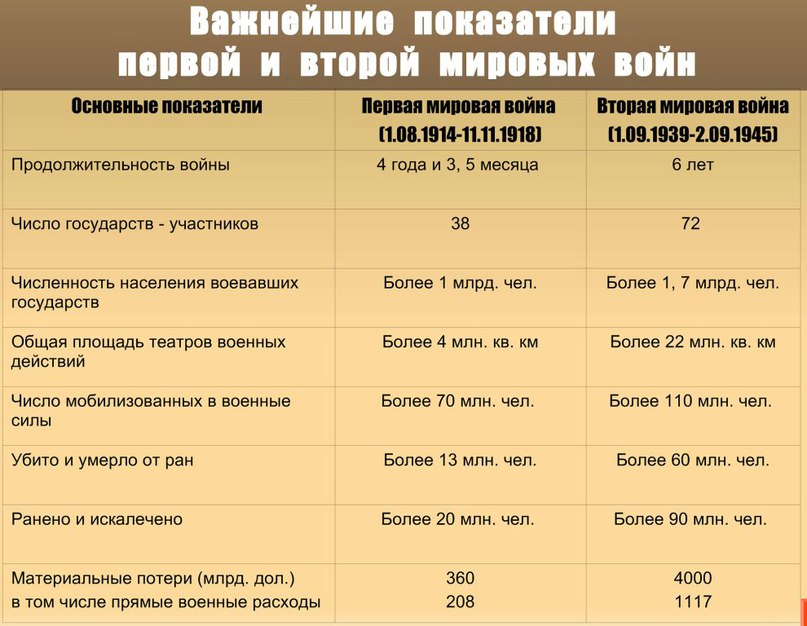 Важнейшие показатели
первой и второй мировых войн
Основные показатели
Первая мировая война
(1.08.1914-11.11.1918)
Вторая мировая война
(1.09.1939-2.09.1945)
Продолжительность войны
4 года и 3, 5 месяца
6 лет
Число государств - участников
38
72
Численность населения воевавших
государств
Более 1 млрд. чел.
Более 1, 7 млрд. чел.
Общая площадь театров военных
действий
Более 4 млн. кв. км
Более 22 млн. кв. км
Число мобилизованных в военные
силы
Более 70 млн. чел.
Более 110 млн. чел.
Убито и умерло от ран
Более 13 млн. чел.
Более 60 млн. чел.
Ранено и искалечено
Более 20 млн. чел.
Более 90 млн. чел.
Материальные потери (млрд. дол.)
в том числе прямые военные расходы
360
208
4000
1117